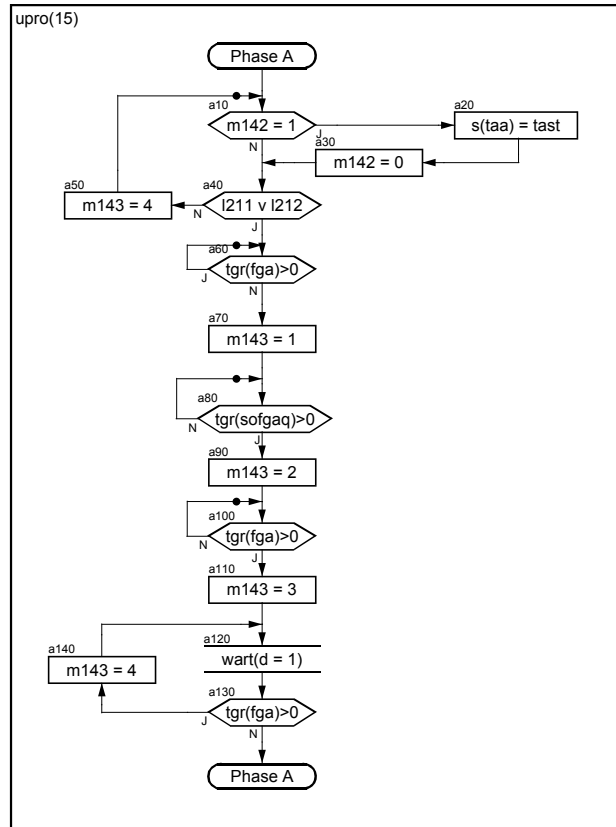 upro(15)
Phase A
a10
m142 = 1
J
N
a20
s(taa) = tast
a30
m142 = 0
a50
m143 = 4
a40
l211 v l212
N
J
a60
tgr(fga)>0
J
N
a70
m143 = 1
a80
tgr(sofgaq)>0
N
J
a90
m143 = 2
a100
tgr(fga)>0
N
J
a110
m143 = 3
a120
wart(d = 1)
a140
m143 = 4
a130
tgr(fga)>0
J
N
Phase A